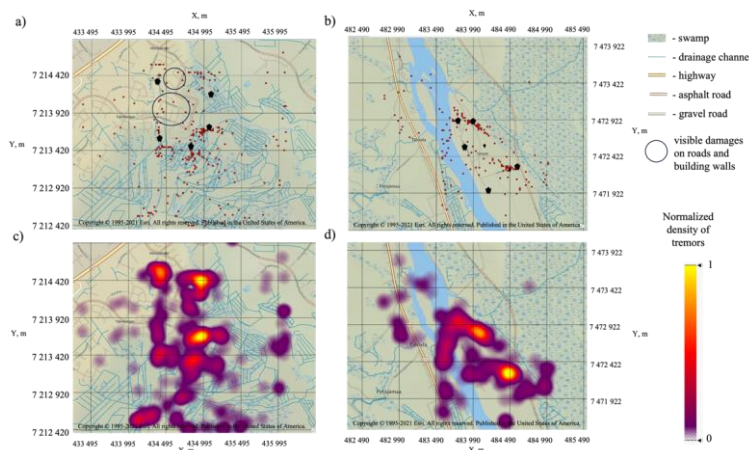 X, m
a)
433 495 433 995 434 495 434 995 435 495 435 995
7 214 420
7 213 920
Y, m
7 213 420
7 212 920
7 212 420
Copyright © 1995-2021 Esri. All rights reserved. Published in the United States of America.
X, m
b)
482 490 482 990 483 490 483 990 484 490 484 990 485 490
7 473 922
7 473 422
7 472 922
Y, m
7 472 422
7 471 922
Copyright © 1995-2021 Esri. All rights reserved. Published in the United States of America.
- swamp
- drainage channe
- highway
- asphalt road
- gravel road
visible damages
on roads and
building walls
c)
7 214 420
7 213 920
Y, m
7 213 420
7 212 920
7 212 420
Copyright © 1995-2021 Esri. All rights reserved. Published in the United States of America.
433 495 433 995 434 495 434 995 435 495 435 995
X, m
d)
7 473 922
7 473 422
7 472 922
Y, m
7 472 422
7 471 922
Copyright © 1995-2021 Esri. All rights reserved. Published in the United States of America.
482 490 482 990 483 490 483 990 484 490 484 990 485 490
X, m
Normalized
density of
tremors
1
0